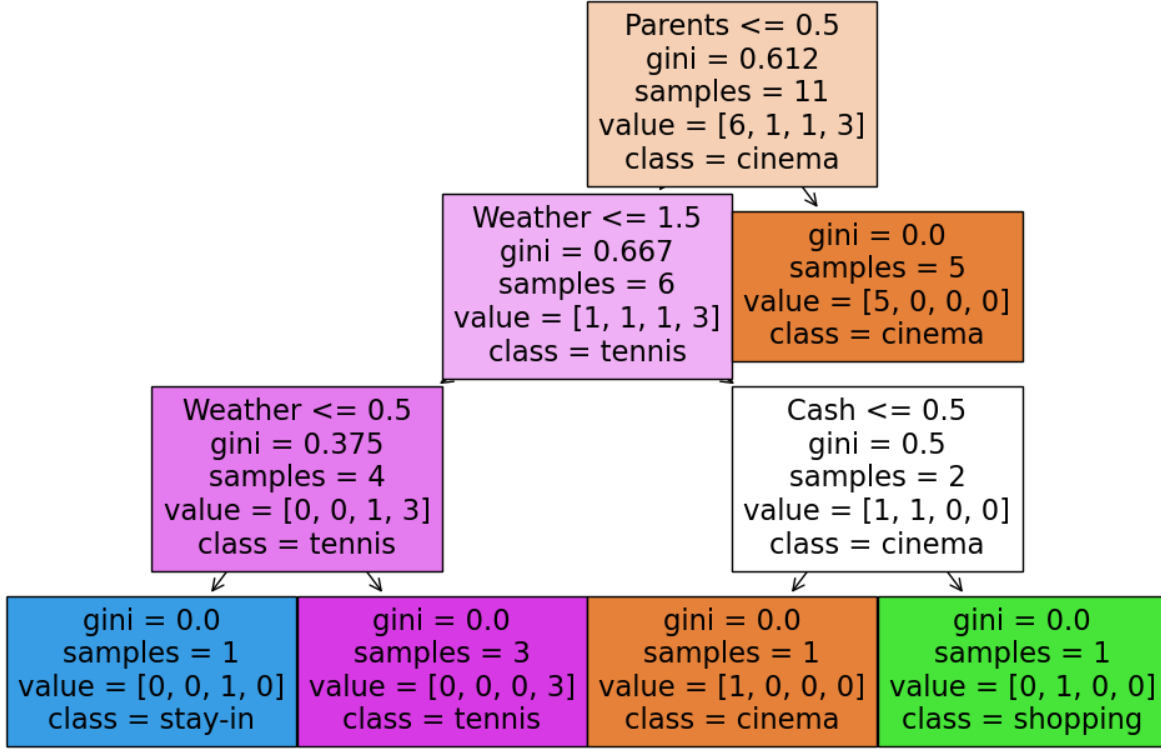 Parents <= 0.5
gini = 0.612
samples = 11
value = [6, 1, 1, 3]
class = cinema
Weather <= 1.5
gini = 0.667
samples = 6
value = [1, 1, 1, 3]
class = tennis
gini = 0.0
samples = 5
value = [5, 0, 0, 0]
class = cinema
Weather <= 0.5
gini = 0.375
samples = 4
value = [0, 0, 1, 3]
class = tennis
Cash <= 0.5
gini = 0.5
samples = 2
value = [1, 1, 0, 0]
class = cinema
gini = 0.0
samples = 1
value = [0, 0, 1, 0]
class = stay-in
gini = 0.0
samples = 3
value = [0, 0, 0, 3]
class = tennis
gini = 0.0
samples = 1
value = [1, 0, 0, 0]
class = cinema
gini = 0.0
samples = 1
value = [0, 1, 0, 0]
class = shopping